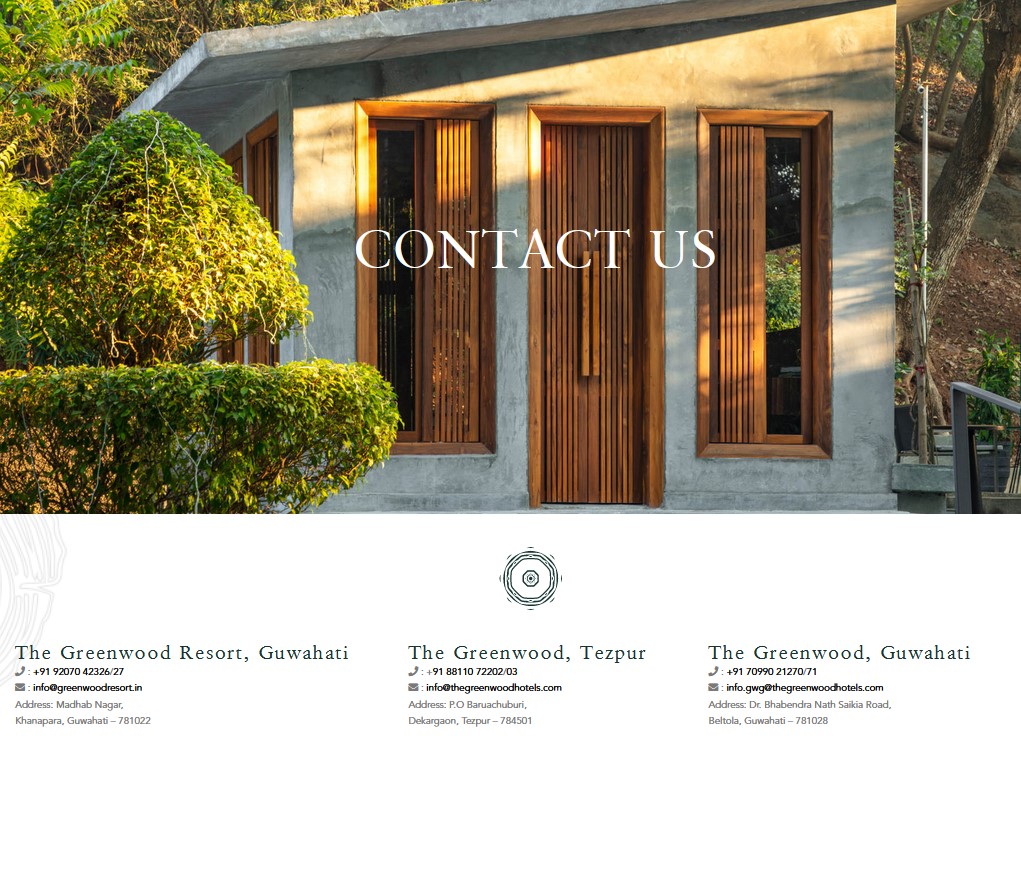 CONTACT US
The Greenwood Resort, Guwahati
: +91 92070 42326/27
: info@greenwoodresort.in
Address: Madhab Nagar,
Khanapara, Guwahati – 781022
The Greenwood, Tezpur
: +91 88110 72202/03
: info@thegreenwoodhotels.com
Address: P.O Baruachuburi,
Dekargaon, Tezpur – 784501
The Greenwood, Guwahati
: +91 70990 21270/71
: info.gwg@thegreenwoodhotels.com
Address: Dr. Bhabendra Nath Saikia Road,
Beltola, Guwahati – 781028